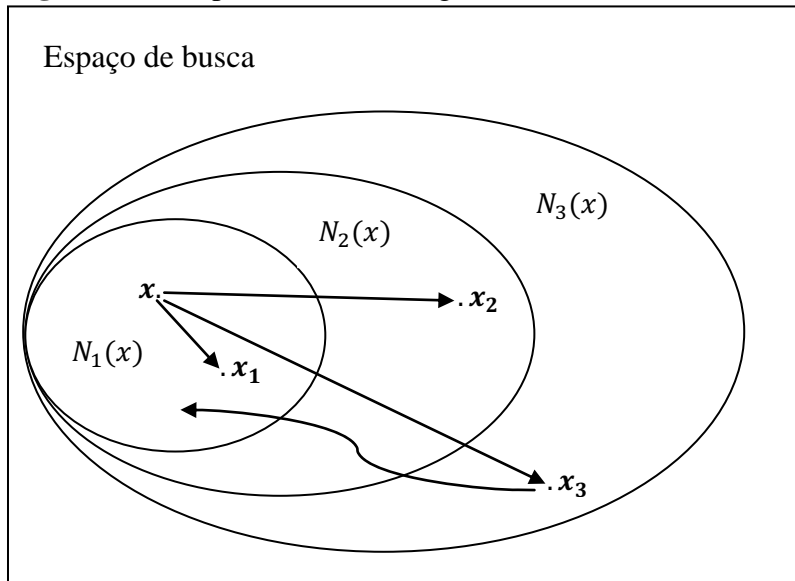 Espaço de busca
N₃(x)
N₂(x)
x.
. x₂
N₁(x)
. x₁
. x₃